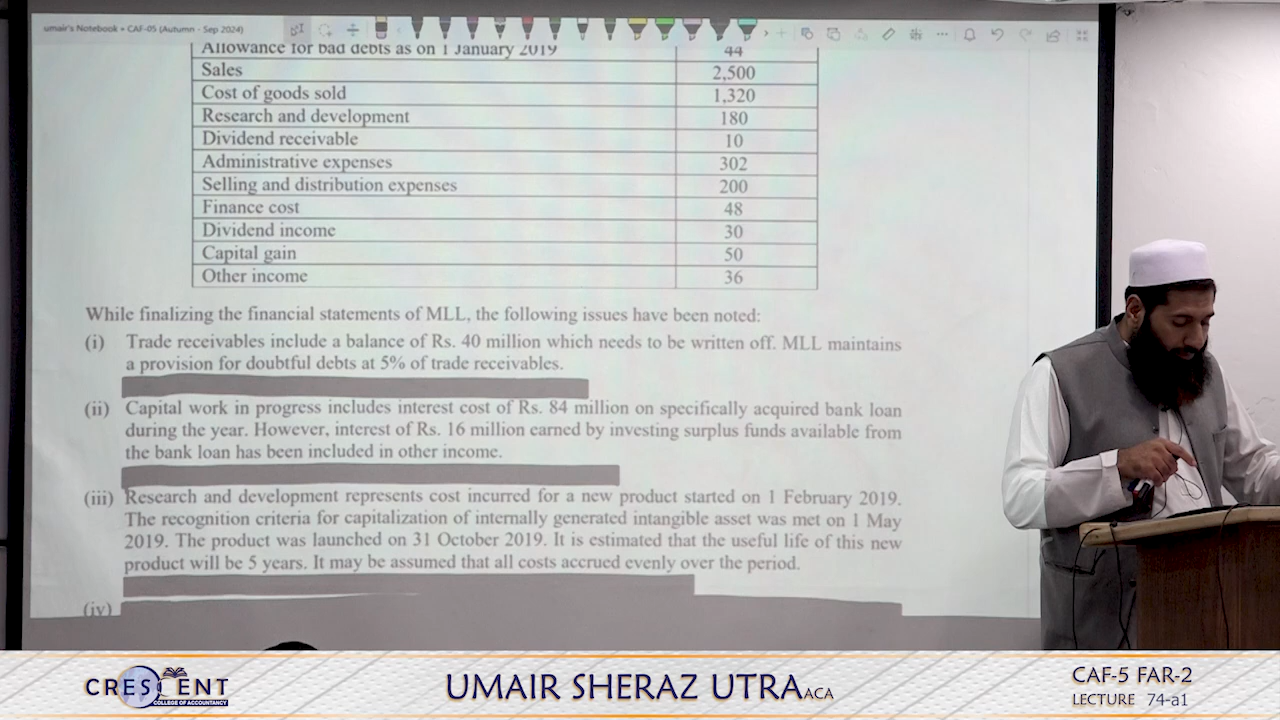 umair's Notebook • CAF-05 (Autumn - Sep 2024)
Allowance for bad debts as on 1 January 2019 44
Sales 2,500
Cost of goods sold 1,320
Research and development 180
Dividend receivable 10
Administrative expenses 302
Selling and distribution expenses 200
Finance cost 48
Dividend income 30
Capital gain 50
Other income 36
While finalizing the financial statements of MLL, the following issues have been noted:
(i) Trade receivables include a balance of Rs. 40 million which needs to be written off. MLL maintains
a provision for doubtful debts at 5% of trade receivables.
(ii) Capital work in progress includes interest cost of Rs. 84 million on specifically acquired bank loan
during the year. However, interest of Rs. 16 million earned by investing surplus funds available from
the bank loan has been included in other income.
(iii) Research and development represents cost incurred for a new product started on 1 February 2019.
The recognition criteria for capitalization of internally generated intangible asset was met on 1 May
2019. The product was launched on 31 October 2019. It is estimated that the useful life of this new
product will be 5 years. It may be assumed that all costs accrued evenly over the period.
(iv)
CRESCENT
COLLEGE OF ACCOUNTANCY
UMAIR SHERAZ UTRA ACA
CAF-5 FAR-2
LECTURE 74-a1